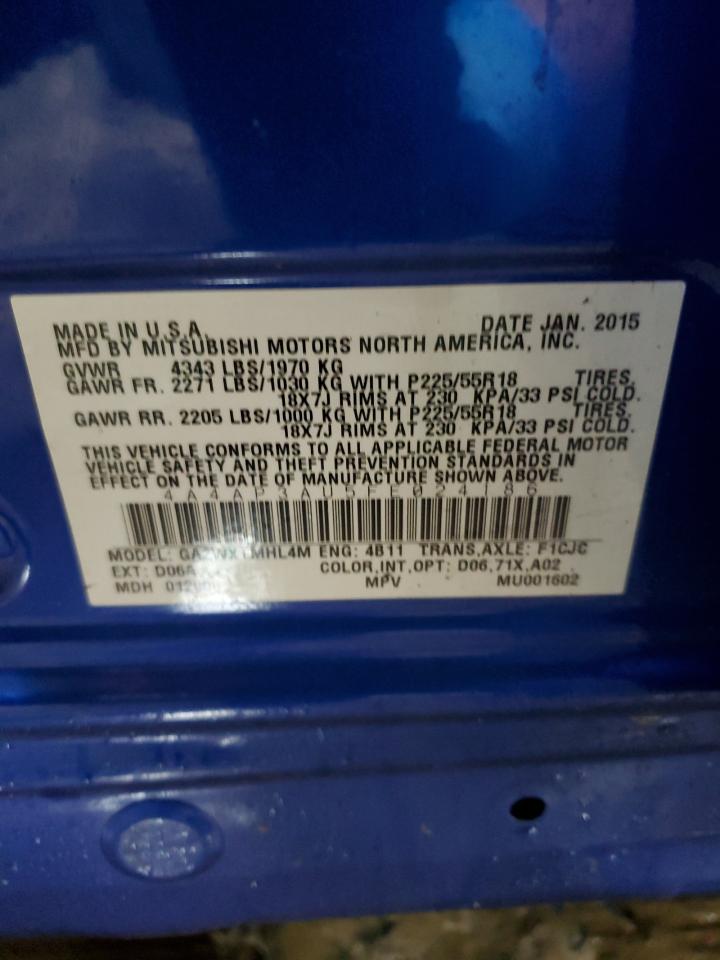 MADE IN U.S.A. DATE JAN. 2015
MFD BY MITSUBISHI MOTORS NORTH AMERICA, INC.
GVWR 4343 LBS/1970 KG
GAWR FR. 2271 LBS/1030 KG WITH P225/55R18 TIRES,
18X7J RIMS AT 230 KPA/33 PSI COLD.
GAWR RR. 2205 LBS/1000 KG WITH P225/55R18 TIRES,
18X7J RIMS AT 230 KPA/33 PSI COLD.
THIS VEHICLE CONFORMS TO ALL APPLICABLE FEDERAL MOTOR
VEHICLE SAFETY AND THEFT PREVENTION STANDARDS IN
EFFECT ON THE DATE OF MANUFACTURE SHOWN ABOVE.
4A4AP3AU5FE024186
MODEL: ENG: 4B11 TRANS,AXLE: F1CJC
EXT: COLOR,INT,OPT: D06,71X,A02
MDH MPV MU001602